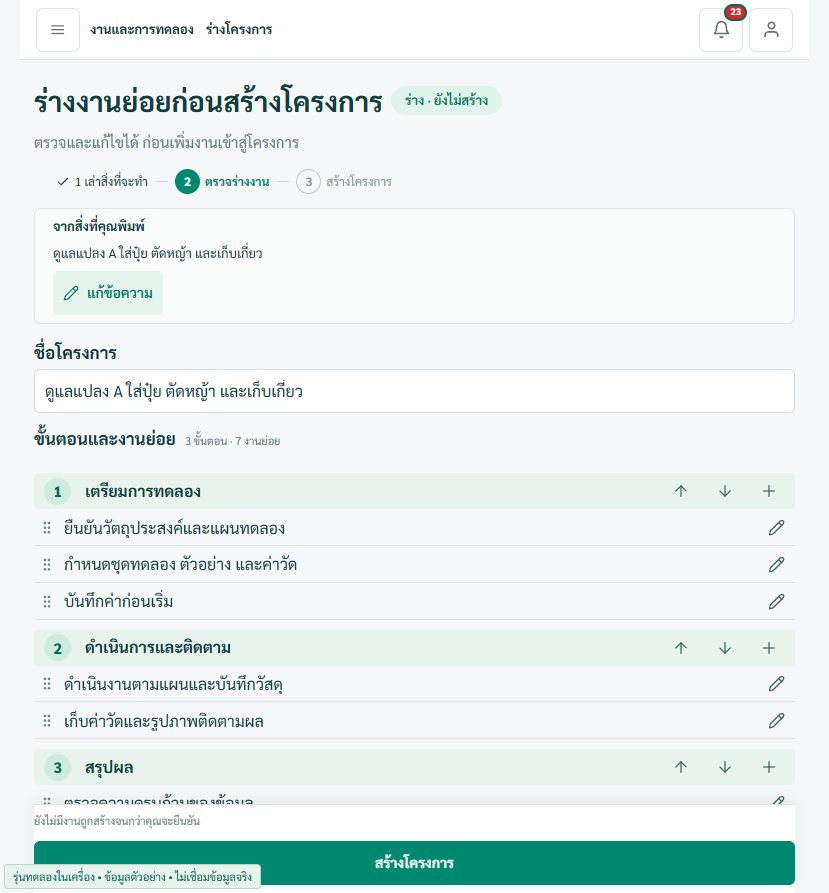 งานและการทดลอง ร่างโครงการ
23
ร่างงานย่อยก่อนสร้างโครงการ ร่าง · ยังไม่สร้าง
ตรวจและแก้ไขได้ ก่อนเพิ่มงานเข้าสู่โครงการ
1 เล่าสิ่งที่จะทำ 2 ตรวจร่างงาน 3 สร้างโครงการ
จากสิ่งที่คุณพิมพ์
ดูแลแปลง A ใส่ปุ๋ย ตัดหญ้า และเก็บเกี่ยว
แก้ข้อความ
ชื่อโครงการ
ดูแลแปลง A ใส่ปุ๋ย ตัดหญ้า และเก็บเกี่ยว
ขั้นตอนและงานย่อย 3 ขั้นตอน · 7 งานย่อย
1 เตรียมการทดลอง
ยืนยันวัตถุประสงค์และแผนทดลอง
กำหนดชุดทดลอง ตัวอย่าง และค่าวัด
บันทึกค่าก่อนเริ่ม
2 ดำเนินการและติดตาม
ดำเนินงานตามแผนและบันทึกวัสดุ
เก็บค่าวัดและรูปภาพติดตามผล
3 สรุปผล
ตรวจความครบถ้วนของข้อมูล
ยังไม่มีงานถูกสร้างจนกว่าคุณจะยืนยัน
สร้างโครงการ
รุ่นทดลองในเครื่อง • ข้อมูลตัวอย่าง • ไม่เชื่อมข้อมูลจริง